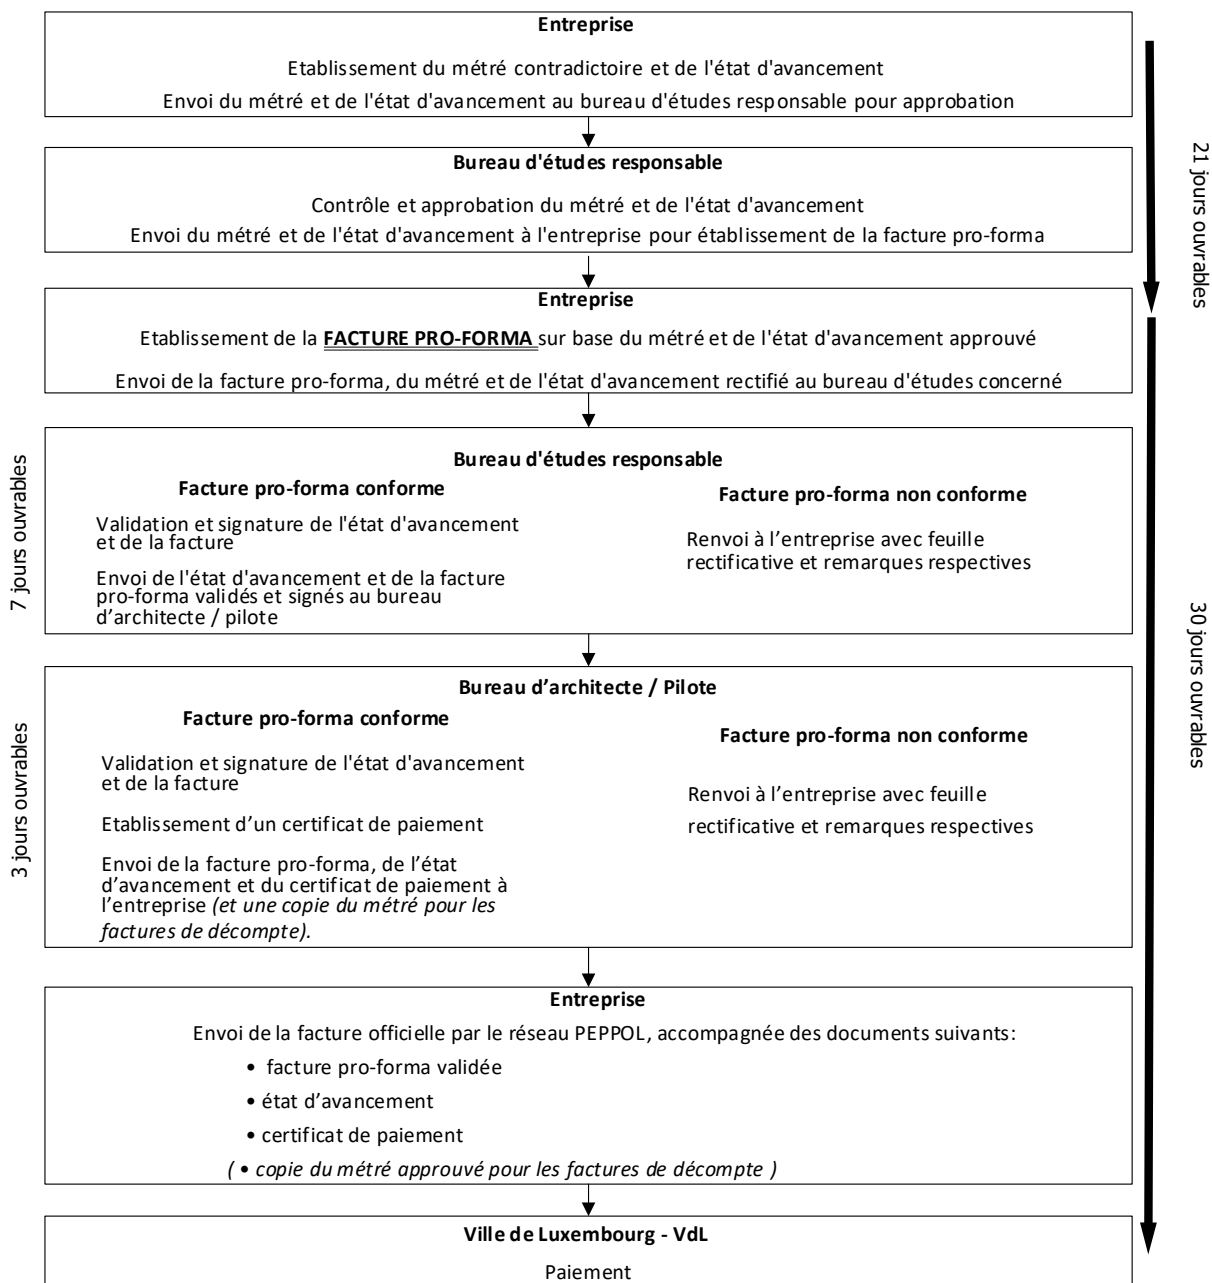 Entreprise
Etablissement du métré contradictoire et de l'état d'avancement
Envoi du métré et de l'état d'avancement au bureau d'études responsable pour approbation
Bureau d'études responsable
Contrôle et approbation du métré et de l'état d'avancement
Envoi du métré et de l'état d'avancement à l'entreprise pour établissement de la facture pro-forma
21 jours ouvrables
Entreprise
Etablissement de la FACTURE PRO-FORMA sur base du métré et de l'état d'avancement approuvé
Envoi de la facture pro-forma, du métré et de l'état d'avancement rectifié au bureau d'études concerné
7 jours ouvrables
Bureau d'études responsable
Facture pro-forma conforme
Validation et signature de l'état d'avancement
et de la facture
Envoi de l'état d'avancement et de la facture
pro-forma validés et signés au bureau
d’architecte / pilote
Facture pro-forma non conforme
Renvoi à l’entreprise avec feuille
rectificative et remarques respectives
30 jours ouvrables
3 jours ouvrables
Bureau d’architecte / Pilote
Facture pro-forma conforme
Validation et signature de l'état d'avancement
et de la facture
Etablissement d’un certificat de paiement
Envoi de la facture pro-forma, de l’état
d’avancement et du certificat de paiement à
l’entreprise (et une copie du métré pour les
factures de décompte).
Facture pro-forma non conforme
Renvoi à l’entreprise avec feuille
rectificative et remarques respectives
Entreprise
Envoi de la facture officielle par le réseau PEPPOL, accompagnée des documents suivants:
• facture pro-forma validée
• état d’avancement
• certificat de paiement
( • copie du métré approuvé pour les factures de décompte )
Ville de Luxembourg - VdL
Paiement